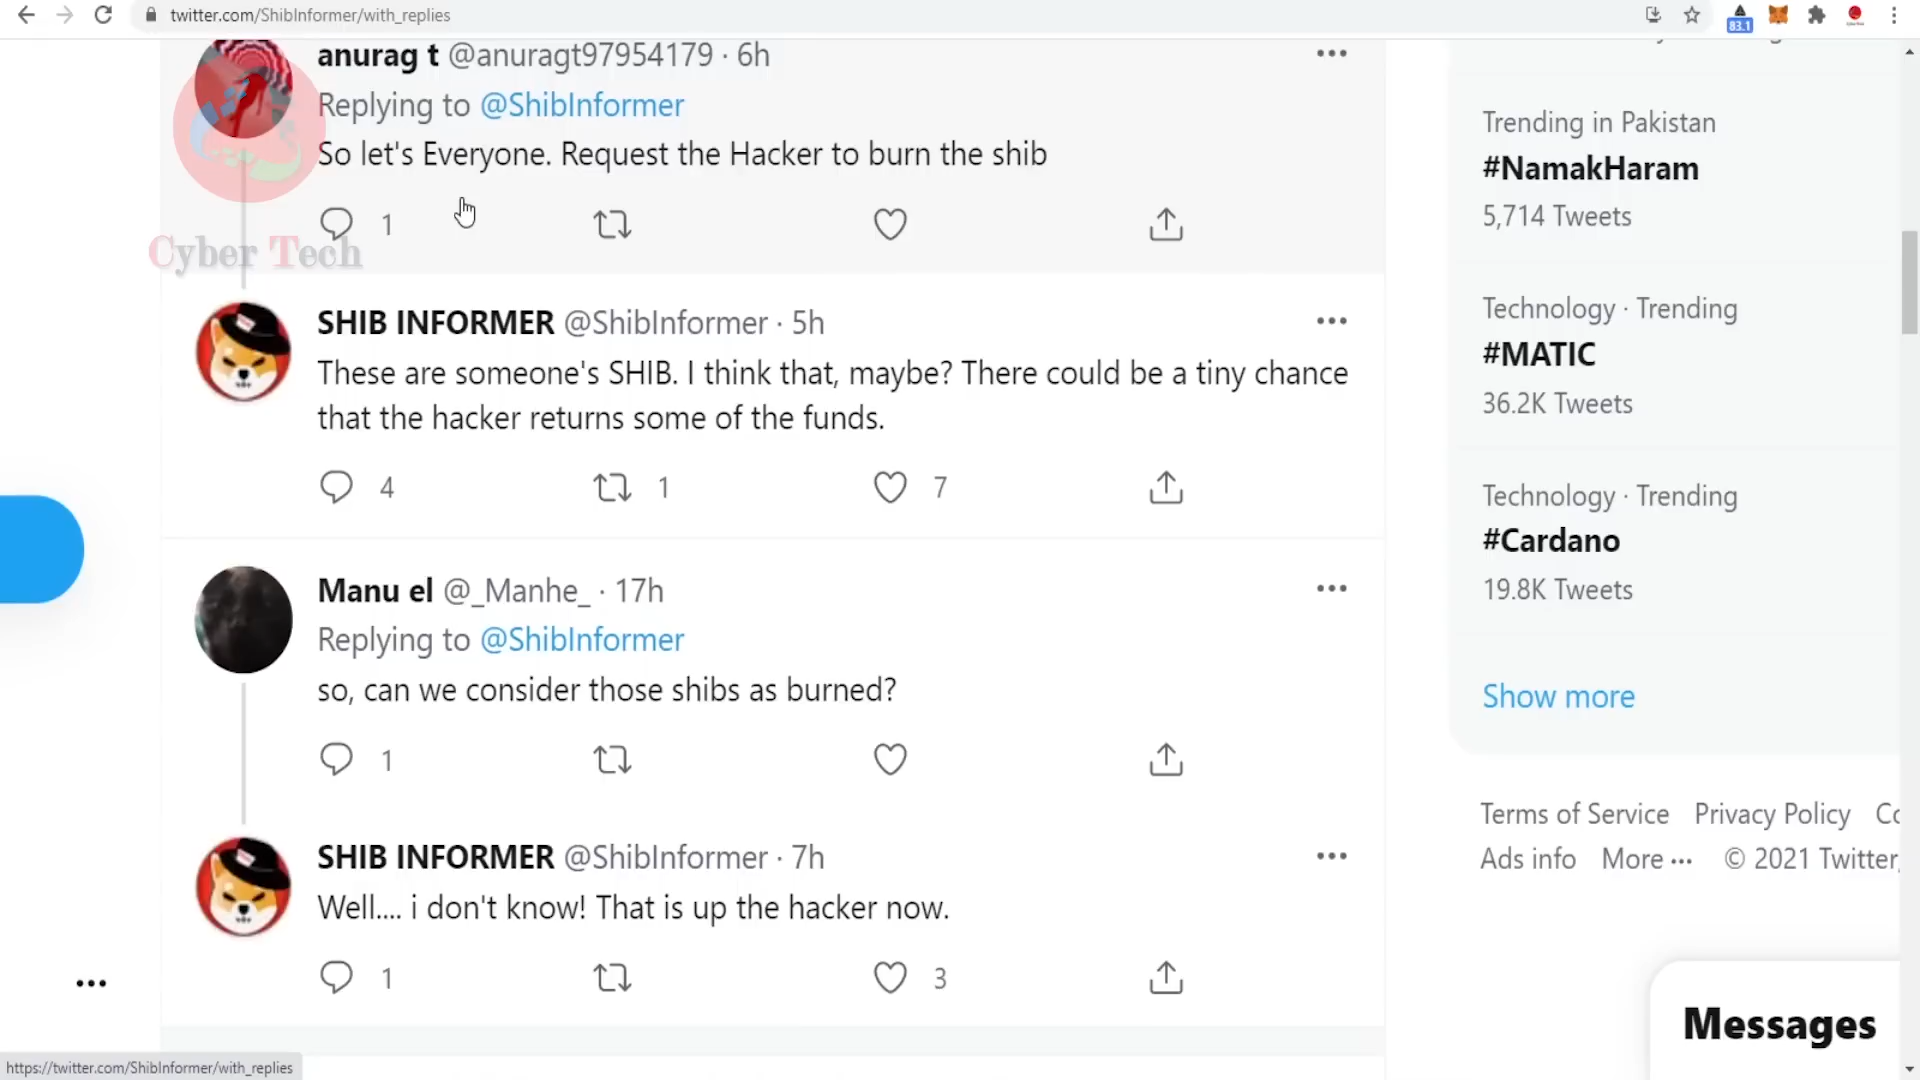 twitter.com/ShibInformer/with_replies
83.1
anurag t @anuragt97954179 · 6h
Replying to @ShibInformer
So let's Everyone. Request the Hacker to burn the shib
1
Cyber Tech
SHIB INFORMER @ShibInformer · 5h
These are someone's SHIB. I think that, maybe? There could be a tiny chance
that the hacker returns some of the funds.
4 1 7
Manu el @_Manhe_ · 17h
Replying to @ShibInformer
so, can we consider those shibs as burned?
1
SHIB INFORMER @ShibInformer · 7h
Well.... i don't know! That is up the hacker now.
1 3
Trending in Pakistan
#NamakHaram
5,714 Tweets
Technology · Trending
#MATIC
36.2K Tweets
Technology · Trending
#Cardano
19.8K Tweets
Show more
Terms of Service Privacy Policy
Ads info More ··· © 2021 Twitter,
Messages
https://twitter.com/ShibInformer/with_replies